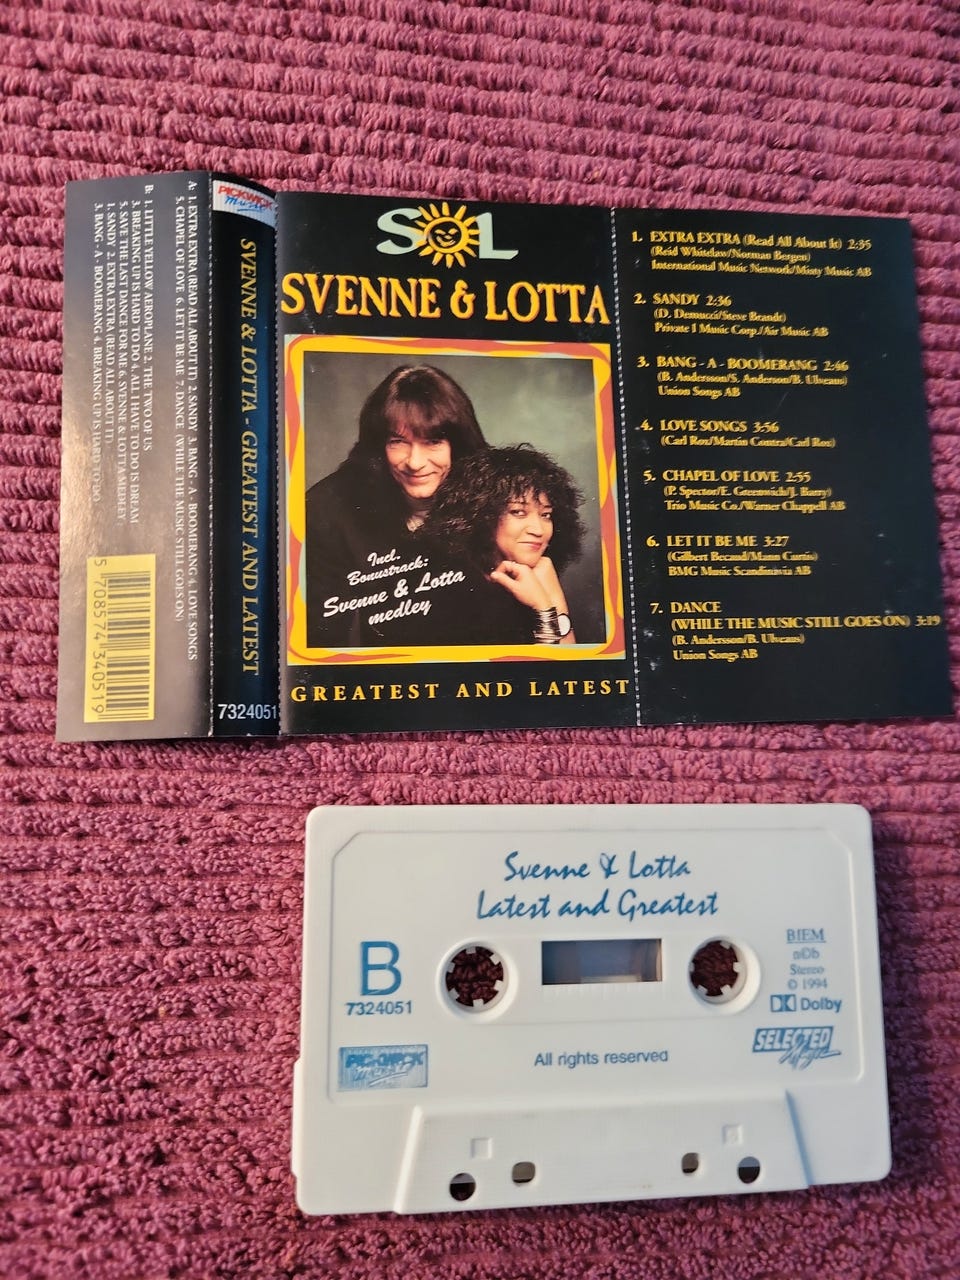 A: 1. EXTRA EXTRA (READ ALL ABOUT IT) 2. SANDY 3. BANG - A - BOOMERANG 4. LOVE SONGS
5. CHAPEL OF LOVE 6. LET IT BE ME 7. DANCE (WHILE THE MUSIC STILL GOES ON)
B: 1. LITTLE YELLOW AEROPLANE 2. THE TWO OF US
3. BREAKING UP IS HARD TO DO 4. ALL I HAVE TO DO IS DREAM
5. SAVE THE LAST DANCE FOR ME 6. SVENNE & LOTTA MEDLEY:
1. SANDY 2. EXTRA EXTRA (READ ALL ABOUT IT)
3. BANG - A - BOOMERANG 4. BREAKING UP IS HARD TO DO
5 708574 340519
PICKWICK
Music
SVENNE & LOTTA - GREATEST AND LATEST
7324051
SOL
SVENNE & LOTTA
Incl.
Bonustrack:
Svenne & Lotta
medley
GREATEST AND LATEST
1. EXTRA EXTRA (Read All About It) 2:35
(Reid Whitelaw/Norman Bergen)
International Music Network/Misty Music AB
2. SANDY 2:36
(D. Demucci/Steve Brandt)
Private I Music Corp./Air Music AB
3. BANG - A - BOOMERANG 2:46
(B. Andersson/S. Anderson/B. Ulveaus)
Union Songs AB
4. LOVE SONGS 3:56
(Carl Rox/Martin Contra/Carl Rox)
5. CHAPEL OF LOVE 2:55
(P. Spector/E. Greenwich/J. Barry)
Trio Music Co./Warner Chappell AB
6. LET IT BE ME 3:27
(Gilbert Becaud/Mann Curtis)
BMG Music Scandinavia AB
7. DANCE
(WHILE THE MUSIC STILL GOES ON) 3:19
(B. Andersson/B. Ulveaus)
Union Songs AB
Svenne & Lotta
Latest and Greatest
B
7324051
BIEM
n©b
Stereo
© 1994
Dolby
PICKWICK
Music
All rights reserved
SELECTED